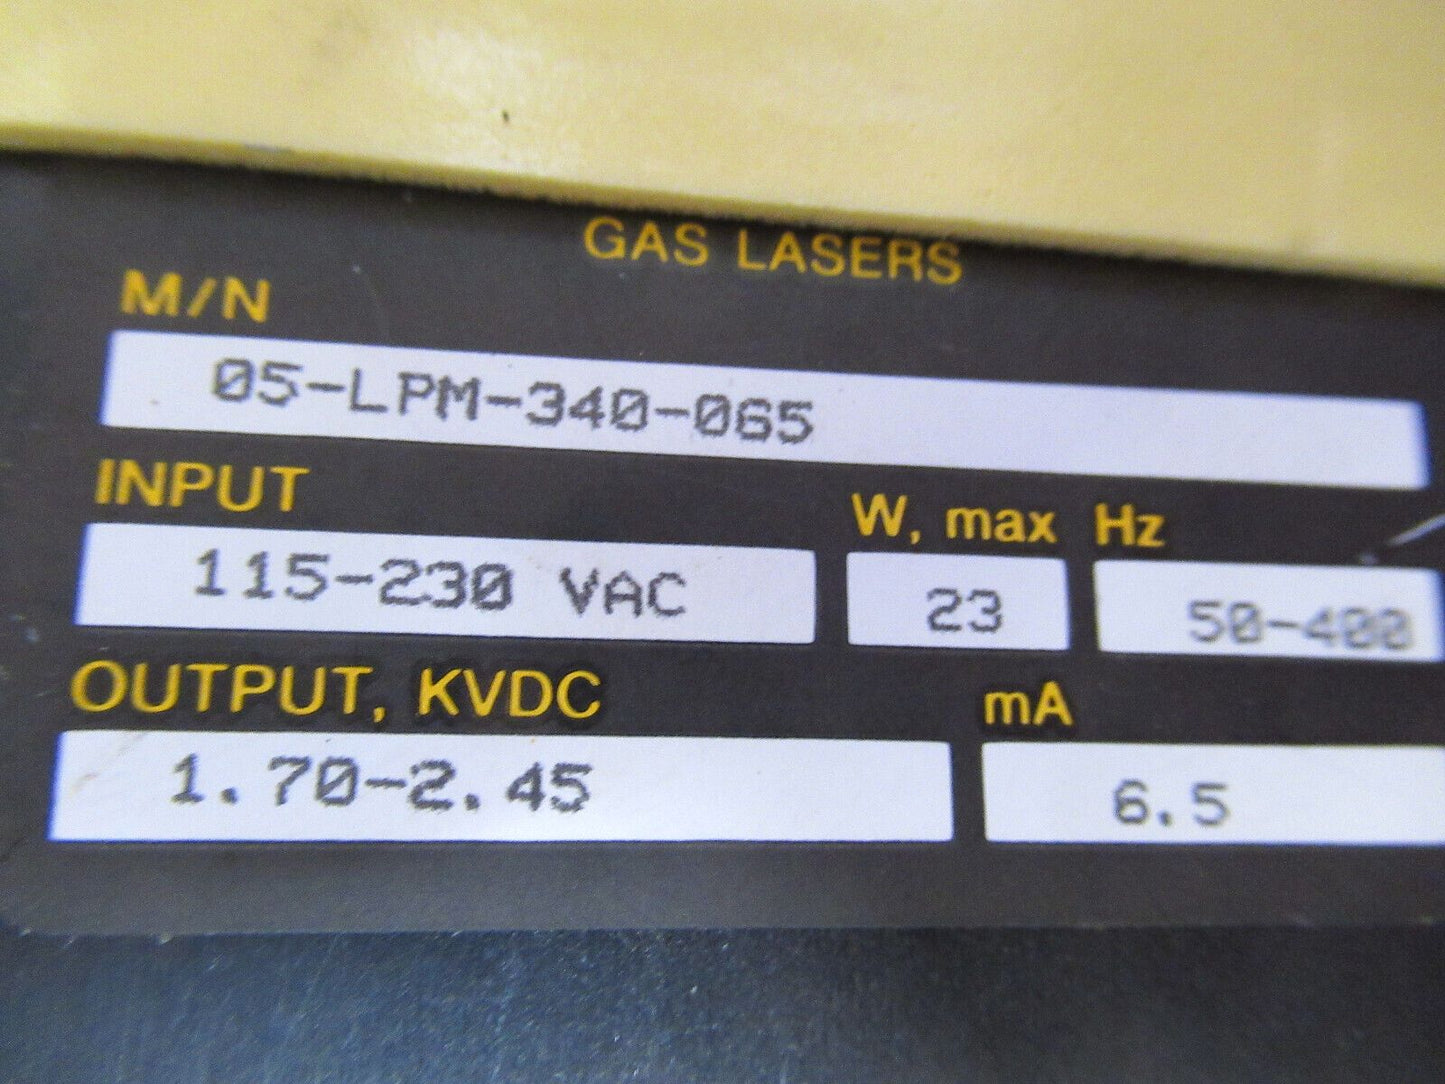 GAS LASERS
M/N
05-LPM-340-065
INPUT W, max Hz
115-230 VAC 23 50-400
OUTPUT, KVDC mA
1.70-2.45 6.5